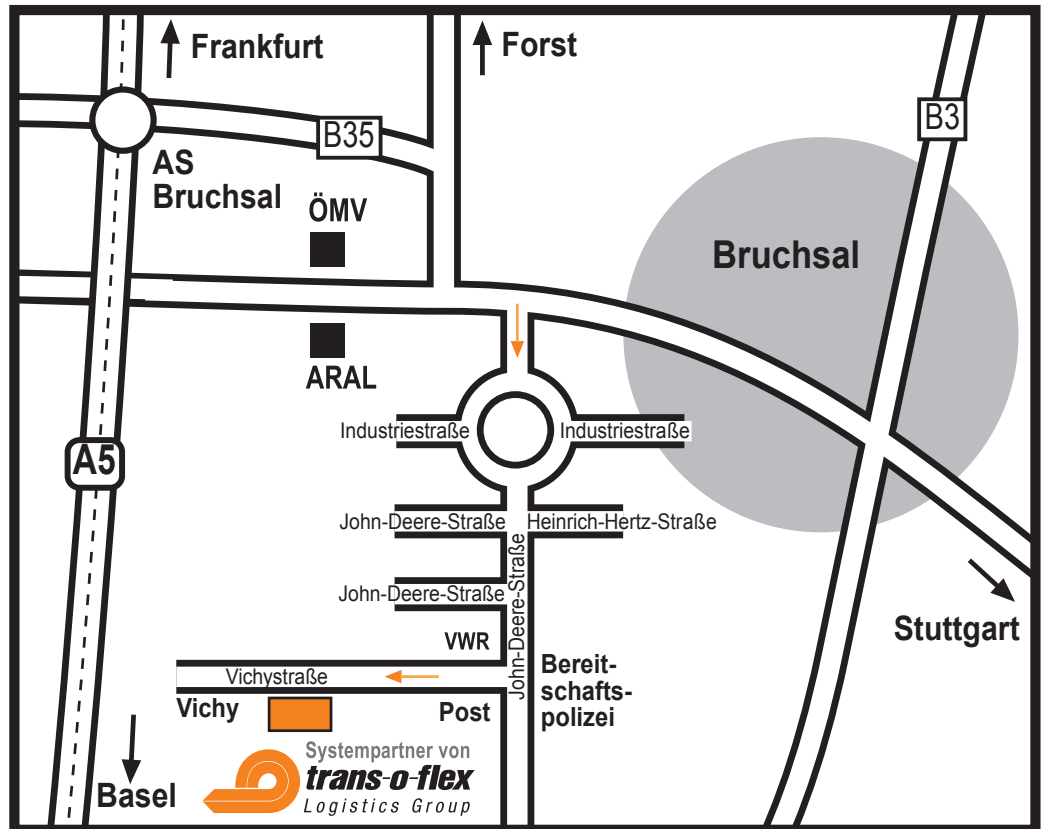 Frankfurt
Forst
B35
B3
AS
Bruchsal
ÖMV
Bruchsal
ARAL
Industriestraße
Industriestraße
A5
John-Deere-Straße
Heinrich-Hertz-Straße
John-Deere-Straße
John-Deere-Straße
Stuttgart
VWR
Vichystraße
Bereit-
schafts-
polizei
Vichy
Post
Systempartner von
trans-o-flex
Logistics Group
Basel